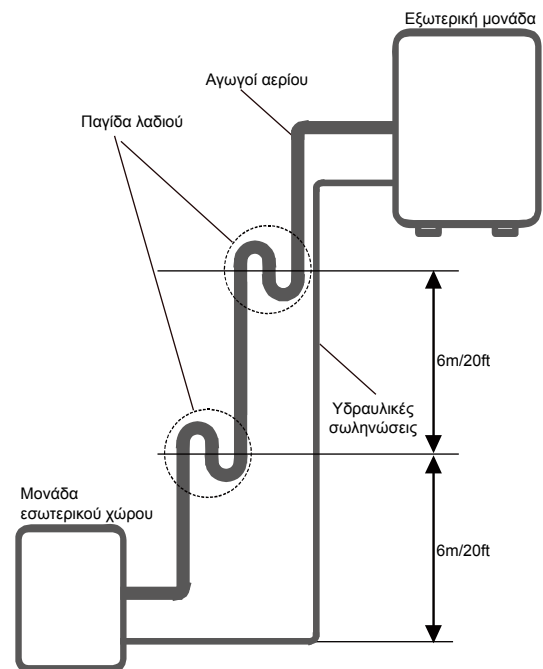 Εξωτερική μονάδα
Αγωγοί αερίου
Παγίδα λαδιού
6m/20ft
Υδραυλικές
σωληνώσεις
Μονάδα
εσωτερικού χώρου
6m/20ft